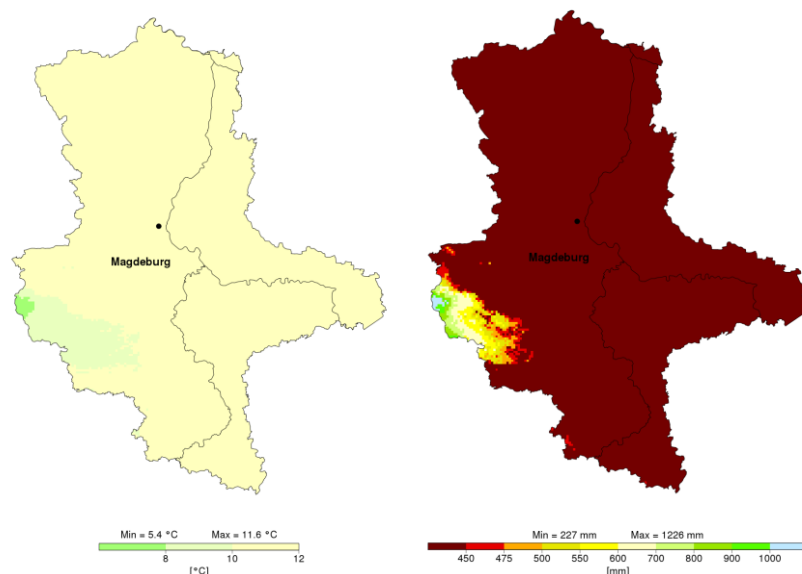 Magdeburg
Magdeburg
Min = 5.4 °C Max = 11.6 °C
8 10 12
[°C]
Min = 227 mm Max = 1226 mm
450 475 500 550 600 700 800 900 1000
[mm]